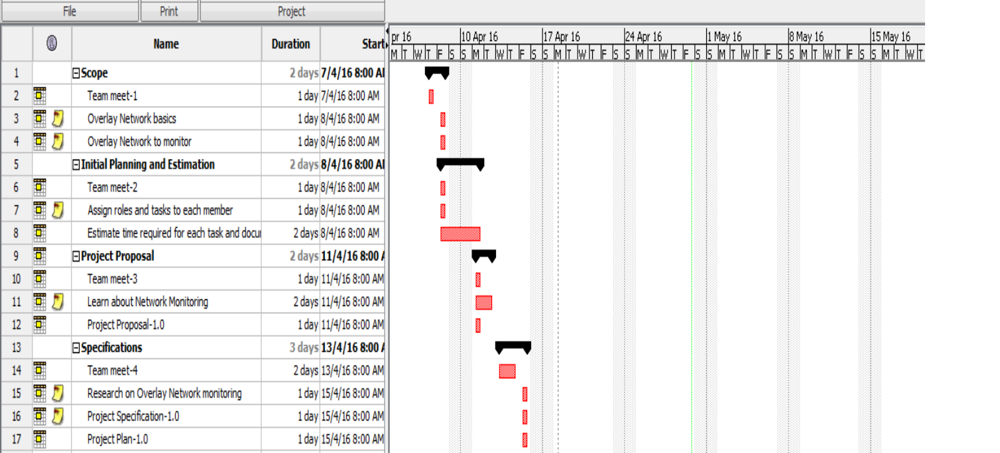 File Print Project
Name Duration Start
pr 16 10 Apr 16 17 Apr 16 24 Apr 16 1 May 16 8 May 16 15 May 16
M T W T F S S M T W T F S S M T W T F S S M T W T F S S M T W T F S S M T W T F S S M T W T
1 Scope 2 days 7/4/16 8:00 AM
2 Team meet-1 1 day 7/4/16 8:00 AM
3 Overlay Network basics 1 day 8/4/16 8:00 AM
4 Overlay Network to monitor 1 day 8/4/16 8:00 AM
5 Initial Planning and Estimation 2 days 8/4/16 8:00 AM
6 Team meet-2 1 day 8/4/16 8:00 AM
7 Assign roles and tasks to each member 1 day 8/4/16 8:00 AM
8 Estimate time required for each task and docu 2 days 8/4/16 8:00 AM
9 Project Proposal 2 days 11/4/16 8:00 A
10 Team meet-3 1 day 11/4/16 8:00 AM
11 Learn about Network Monitoring 2 days 11/4/16 8:00 AM
12 Project Proposal-1.0 1 day 11/4/16 8:00 AM
13 Specifications 3 days 13/4/16 8:00 A
14 Team meet-4 2 days 13/4/16 8:00 AM
15 Research on Overlay Network monitoring 1 day 15/4/16 8:00 AM
16 Project Specification-1.0 1 day 15/4/16 8:00 AM
17 Project Plan-1.0 1 day 15/4/16 8:00 AM